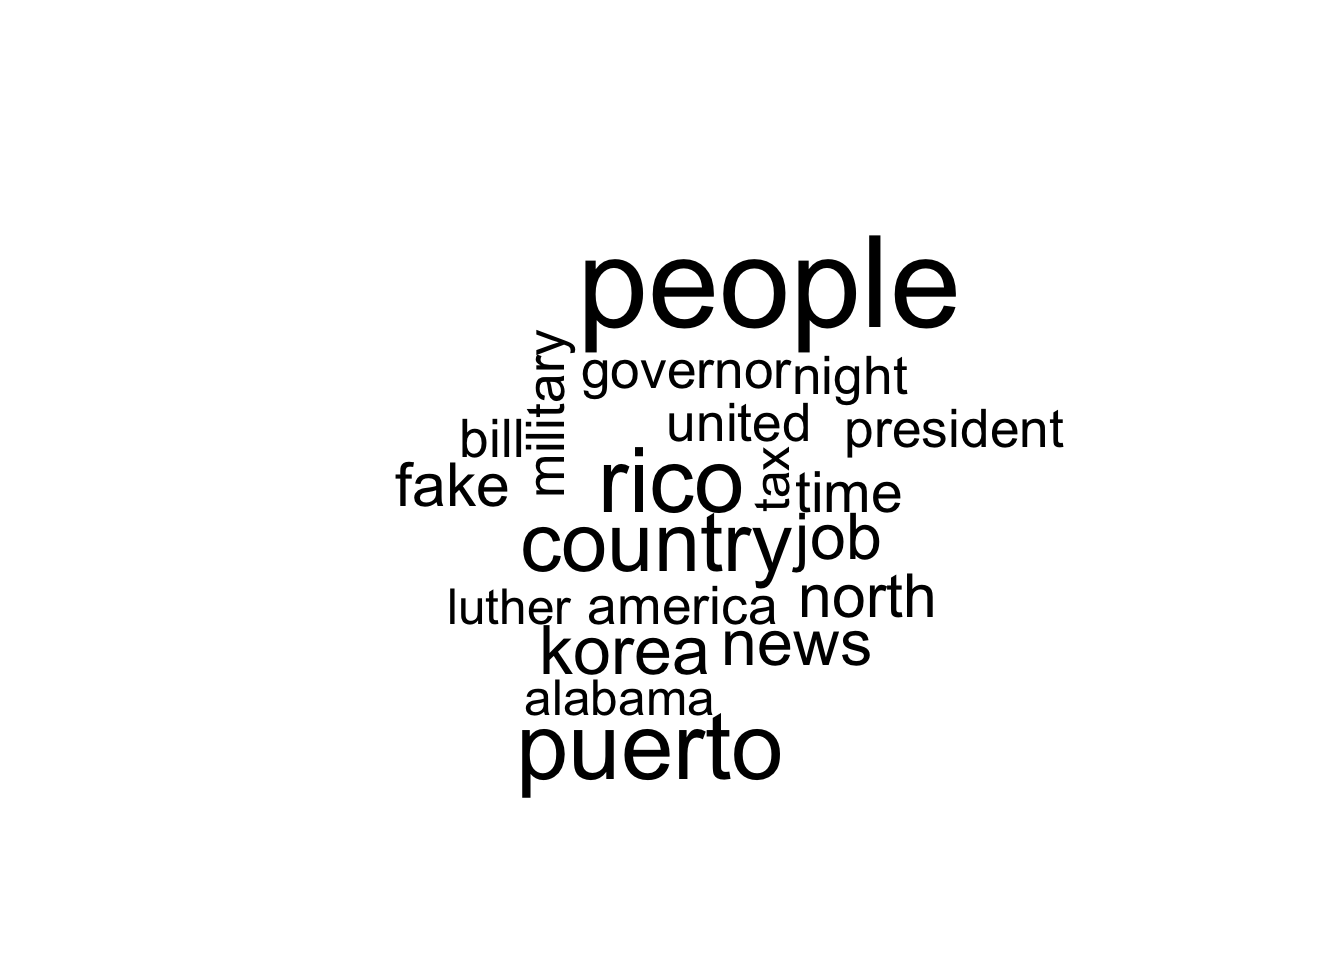 people
military
governor
night
united
president
bill
fake
rico
tax
time
country
job
luther
america
north
korea
news
alabama
puerto